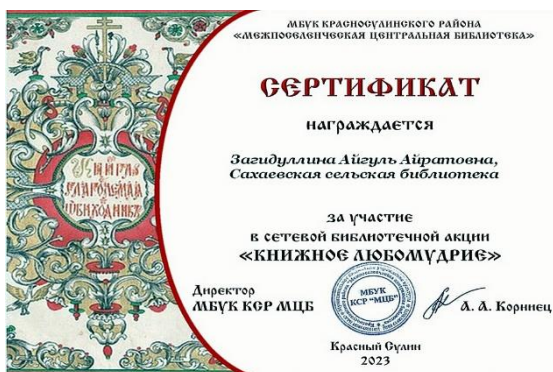 МБУК КРАСНОСУЛИНСКОГО РАЙОНА
«МЕЖПОСЕЛЕНЧЕСКАЯ ЦЕНТРАЛЬНАЯ БИБЛИОТЕКА»
СЕРТИФИКАТ
НАГРАЖДАЕТСЯ
Загидуллина Айгуль Айратовна,
Сахаевская сельская библиотека
ЗА УЧАСТИЕ
В СЕТЕВОЙ БИБЛИОТЕЧНОЙ АКЦИИ
«КНИЖНОЕ ЛЮБОМУДРИЕ»
Директор
МБУК КСР МЦБ
МБУК
КСР "МЦБ"
А. А. Корниец
Красный Сулин
2023